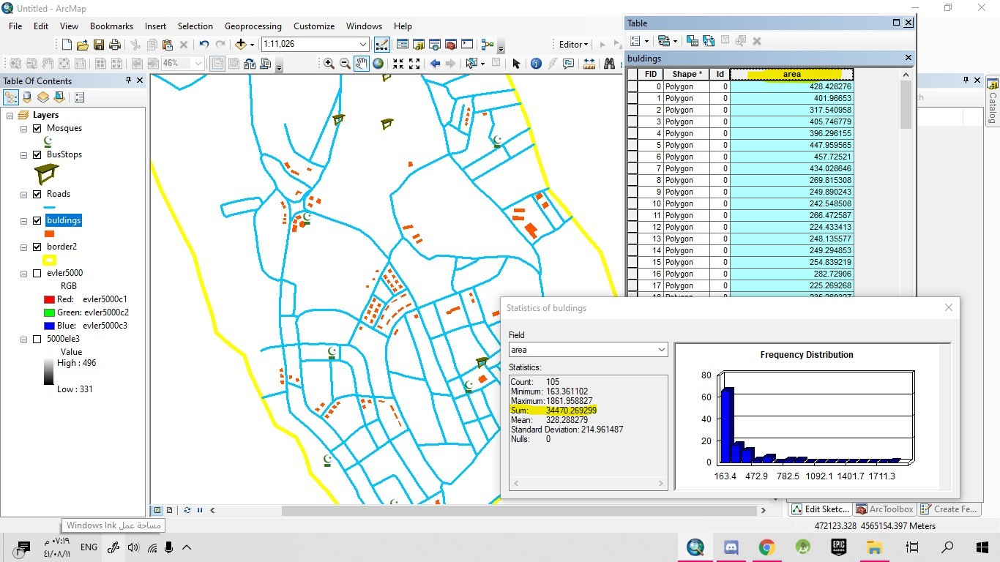 Untitled - ArcMap
File Edit View Bookmarks Insert Selection Geoprocessing Customize Windows Help
1:11,026
Editor
46%
Table Of Contents
Layers
Mosques
BusStops
Roads
buldings
border2
evler5000
RGB
Red: evler5000c1
Green: evler5000c2
Blue: evler5000c3
5000ele3
Value
High : 496
Low : 331
Table
buldings
FID Shape * Id area
0 Polygon 0 428.428276
1 Polygon 0 401.96653
2 Polygon 0 317.540958
3 Polygon 0 405.746779
4 Polygon 0 396.296155
5 Polygon 0 447.959565
6 Polygon 0 457.72521
7 Polygon 0 434.028646
8 Polygon 0 269.815308
9 Polygon 0 249.890243
10 Polygon 0 242.548508
11 Polygon 0 266.472587
12 Polygon 0 224.433413
13 Polygon 0 248.135577
14 Polygon 0 249.294853
15 Polygon 0 254.839219
16 Polygon 0 282.72906
17 Polygon 0 225.269268
18 Polygon 0
Catalog
Statistics of buldings
Field
area
Statistics:
Count: 105
Minimum: 163.361102
Maximum: 1861.958827
Sum: 34470.269299
Mean: 328.288279
Standard Deviation: 214.961487
Nulls: 0
Frequency Distribution
80
60
40
20
0
163.4 472.9 782.5 1092.1 1401.7 1711.3
Edit Sketc... ArcToolbox Create Fe...
472123.328 4565154.397 Meters
مساحة عمل Windows Ink
٠٧:١٩ م
٤١/٠٨/١١
ENG
EPIC GAMES